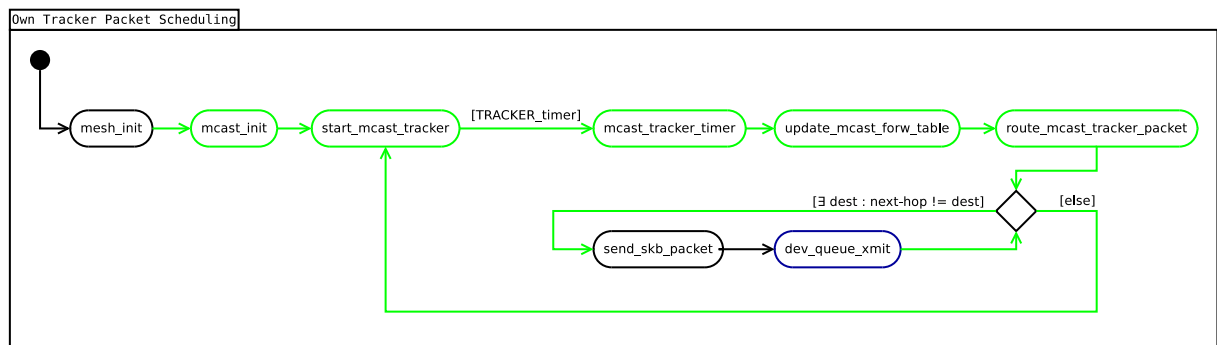 Own Tracker Packet Scheduling
mesh_init
mcast_init
start_mcast_tracker
[TRACKER_timer]
mcast_tracker_timer
update_mcast_forw_table
route_mcast_tracker_packet
[∃ dest : next-hop != dest]
[else]
send_skb_packet
dev_queue_xmit